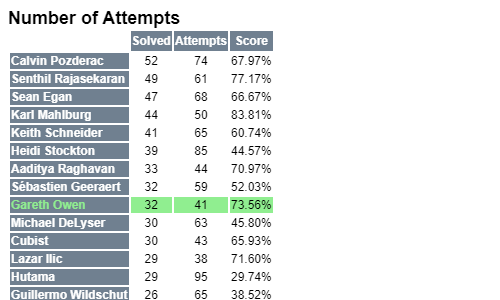 Number of Attempts
Solved Attempts Score
Calvin Pozderac 52 74 67.97%
Senthil Rajasekaran 49 61 77.17%
Sean Egan 47 68 66.67%
Karl Mahlburg 44 50 83.81%
Keith Schneider 41 65 60.74%
Heidi Stockton 39 85 44.57%
Aaditya Raghavan 33 44 70.97%
Sébastien Geeraert 32 59 52.03%
Gareth Owen 32 41 73.56%
Michael DeLyser 30 63 45.80%
Cubist 30 43 65.93%
Lazar Ilic 29 38 71.60%
Hutama 29 95 29.74%
Guillermo Wildschut 26 65 38.52%